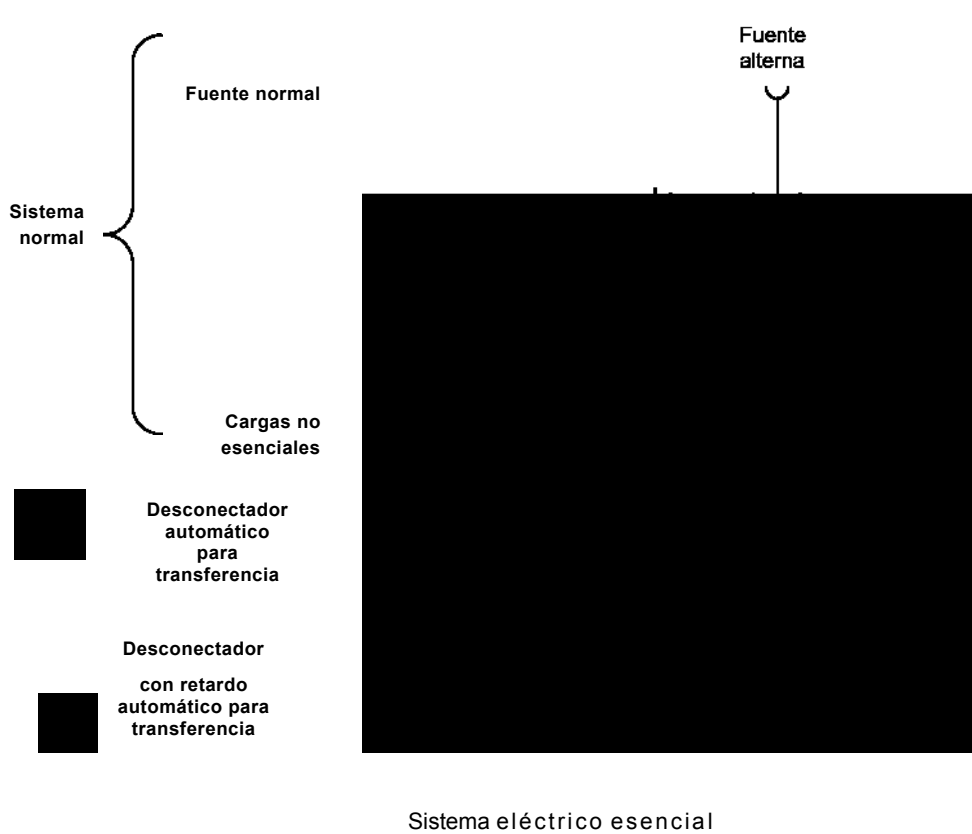 Fuente
alterna
Fuente normal
Sistema
normal
Cargas no
esenciales
Desconectador
automático
para
transferencia
Desconectador
con retardo
automático para
transferencia
Sistema eléctrico esencial